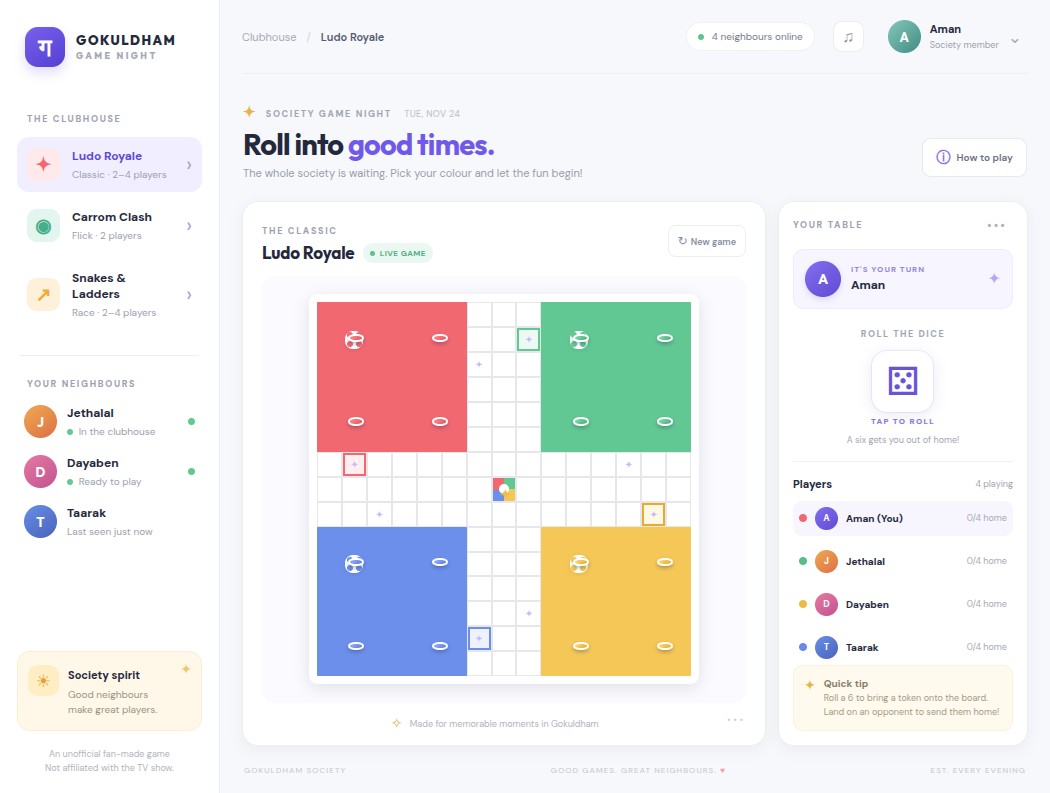 ग
GOKULDHAM
GAME NIGHT
THE CLUBHOUSE
Ludo Royale
Classic · 2–4 players
Carrom Clash
Flick · 2 players
Snakes &
Ladders
Race · 2–4 players
YOUR NEIGHBOURS
J
Jethalal
In the clubhouse
D
Dayaben
Ready to play
T
Taarak
Last seen just now
Society spirit
Good neighbours
make great players.
An unofficial fan-made game
Not affiliated with the TV show.
Clubhouse / Ludo Royale
4 neighbours online
A
Aman
Society member
SOCIETY GAME NIGHT TUE, NOV 24
Roll into good times.
The whole society is waiting. Pick your colour and let the fun begin!
How to play
THE CLASSIC
Ludo Royale
LIVE GAME
New game
Made for memorable moments in Gokuldham
YOUR TABLE
A
IT'S YOUR TURN
Aman
ROLL THE DICE
TAP TO ROLL
A six gets you out of home!
Players 4 playing
A Aman (You) 0/4 home
J Jethalal 0/4 home
D Dayaben 0/4 home
T Taarak 0/4 home
Quick tip
Roll a 6 to bring a token onto the board.
Land on an opponent to send them home!
GOKULDHAM SOCIETY
GOOD GAMES. GREAT NEIGHBOURS. ♥
EST. EVERY EVENING